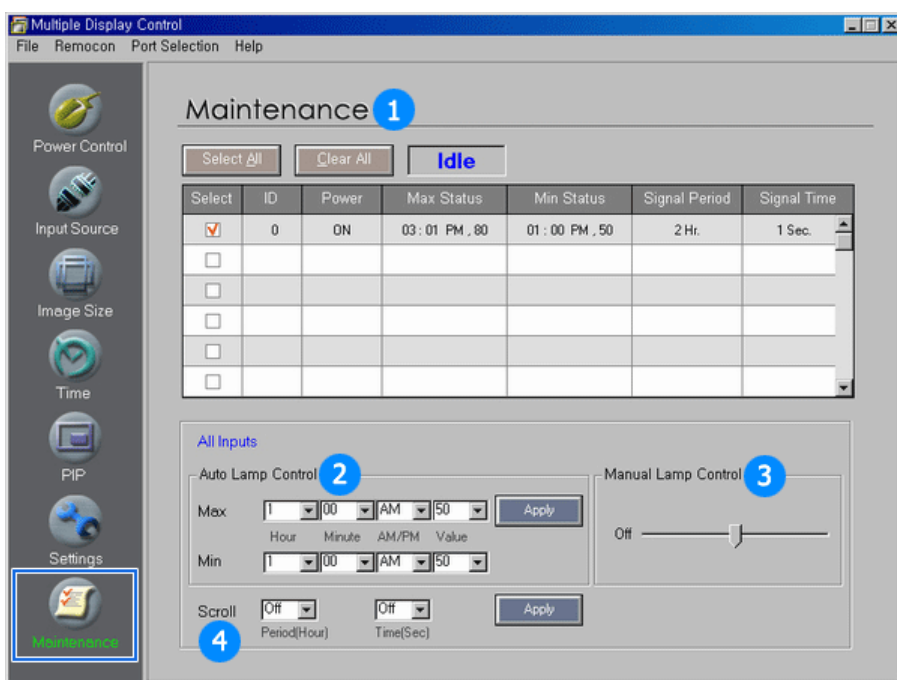 Multiple Display Control
File Remocon Port Selection Help
Power Control
Input Source
Image Size
Time
PIP
Settings
Maintenance
Maintenance 1
Select All Clear All Idle
Select ID Power Max Status Min Status Signal Period Signal Time
0 ON 03 : 01 PM , 80 01 : 00 PM , 50 2 Hr. 1 Sec.
All Inputs
Auto Lamp Control 2
Max 1 00 AM 50 Apply
Hour Minute AM/PM Value
Min 1 00 AM 50
Manual Lamp Control 3
Off
Scroll Off Off Apply
4 Period(Hour) Time(Sec)